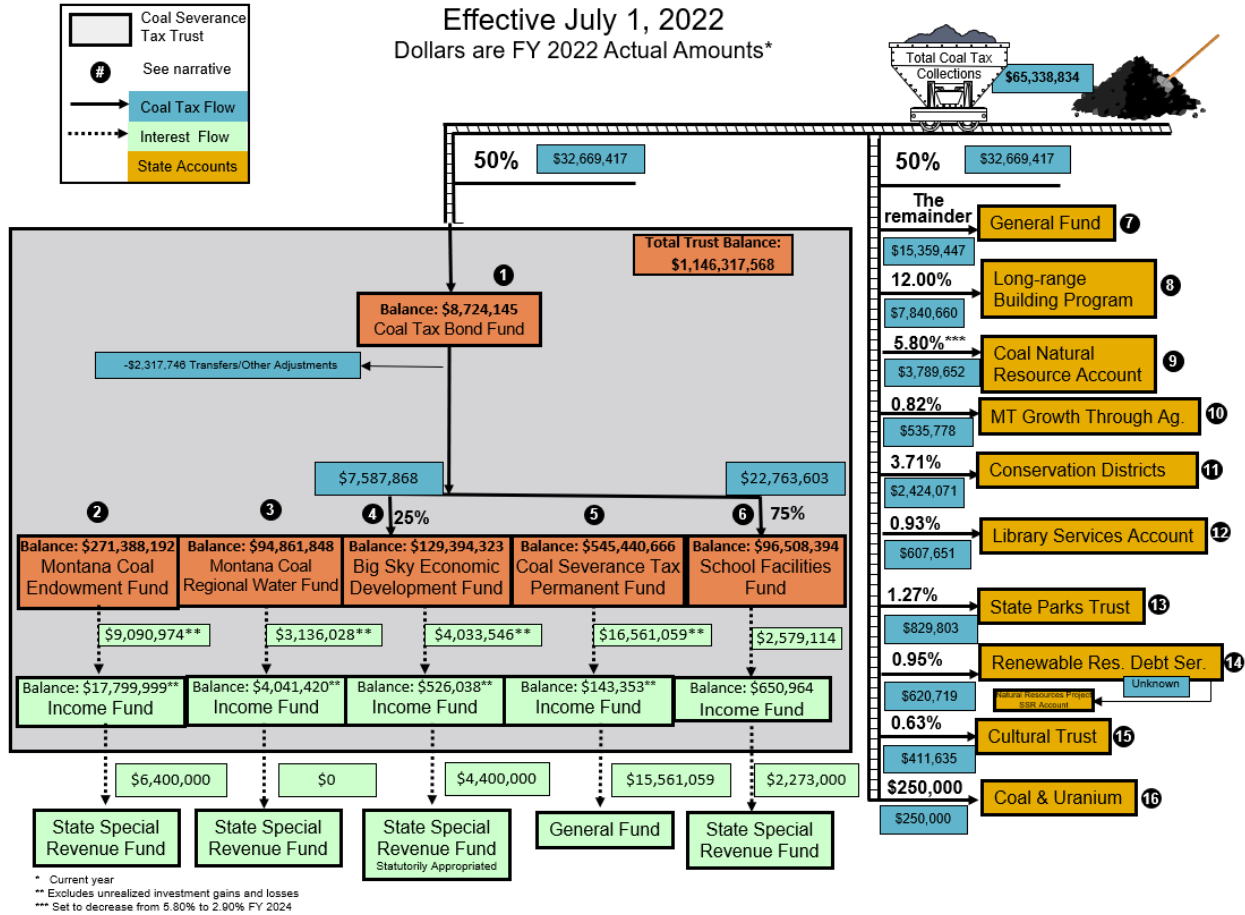 Effective July 1, 2022
Dollars are FY 2022 Actual Amounts*
Coal Severance
Tax Trust
#
See narrative
Coal Tax Flow
Interest Flow
State Accounts
Total Coal Tax
Collections
$65,338,834
50%
$32,669,417
50%
$32,669,417
Total Trust Balance:
$1,146,317,568
1
Balance: $8,724,145
Coal Tax Bond Fund
-$2,317,746 Transfers/Other Adjustments
$7,587,868
$22,763,603
2
3
4
25%
5
6
75%
Balance: $271,388,192
Montana Coal
Endowment Fund
Balance: $94,861,848
Montana Coal
Regional Water Fund
Balance: $129,394,323
Big Sky Economic
Development Fund
Balance: $545,440,666
Coal Severance Tax
Permanent Fund
Balance: $96,508,394
School Facilities
Fund
$9,090,974**
$3,136,028**
$4,033,546**
$16,561,059**
$2,579,114
Balance: $17,799,999**
Income Fund
Balance: $4,041,420**
Income Fund
Balance: $526,038**
Income Fund
Balance: $143,353**
Income Fund
Balance: $650,964
Income Fund
$6,400,000
$0
$4,400,000
$15,561,059
$2,273,000
State Special
Revenue Fund
State Special
Revenue Fund
State Special
Revenue Fund
Statutorily Appropriated
General Fund
State Special
Revenue Fund
The
remainder
$15,359,447
General Fund
7
12.00%
$7,840,660
Long-range
Building Program
8
5.80%***
$3,789,652
Coal Natural
Resource Account
9
0.82%
$535,778
MT Growth Through Ag.
10
3.71%
$2,424,071
Conservation Districts
11
0.93%
$607,651
Library Services Account
12
1.27%
$829,803
State Parks Trust
13
0.95%
$620,719
Renewable Res. Debt Ser.
14
Unknown
Natural Resources Project
SSR Account
0.63%
$411,635
Cultural Trust
15
$250,000
$250,000
Coal & Uranium
16
* Current year
** Excludes unrealized investment gains and losses
*** Set to decrease from 5.80% to 2.90% FY 2024